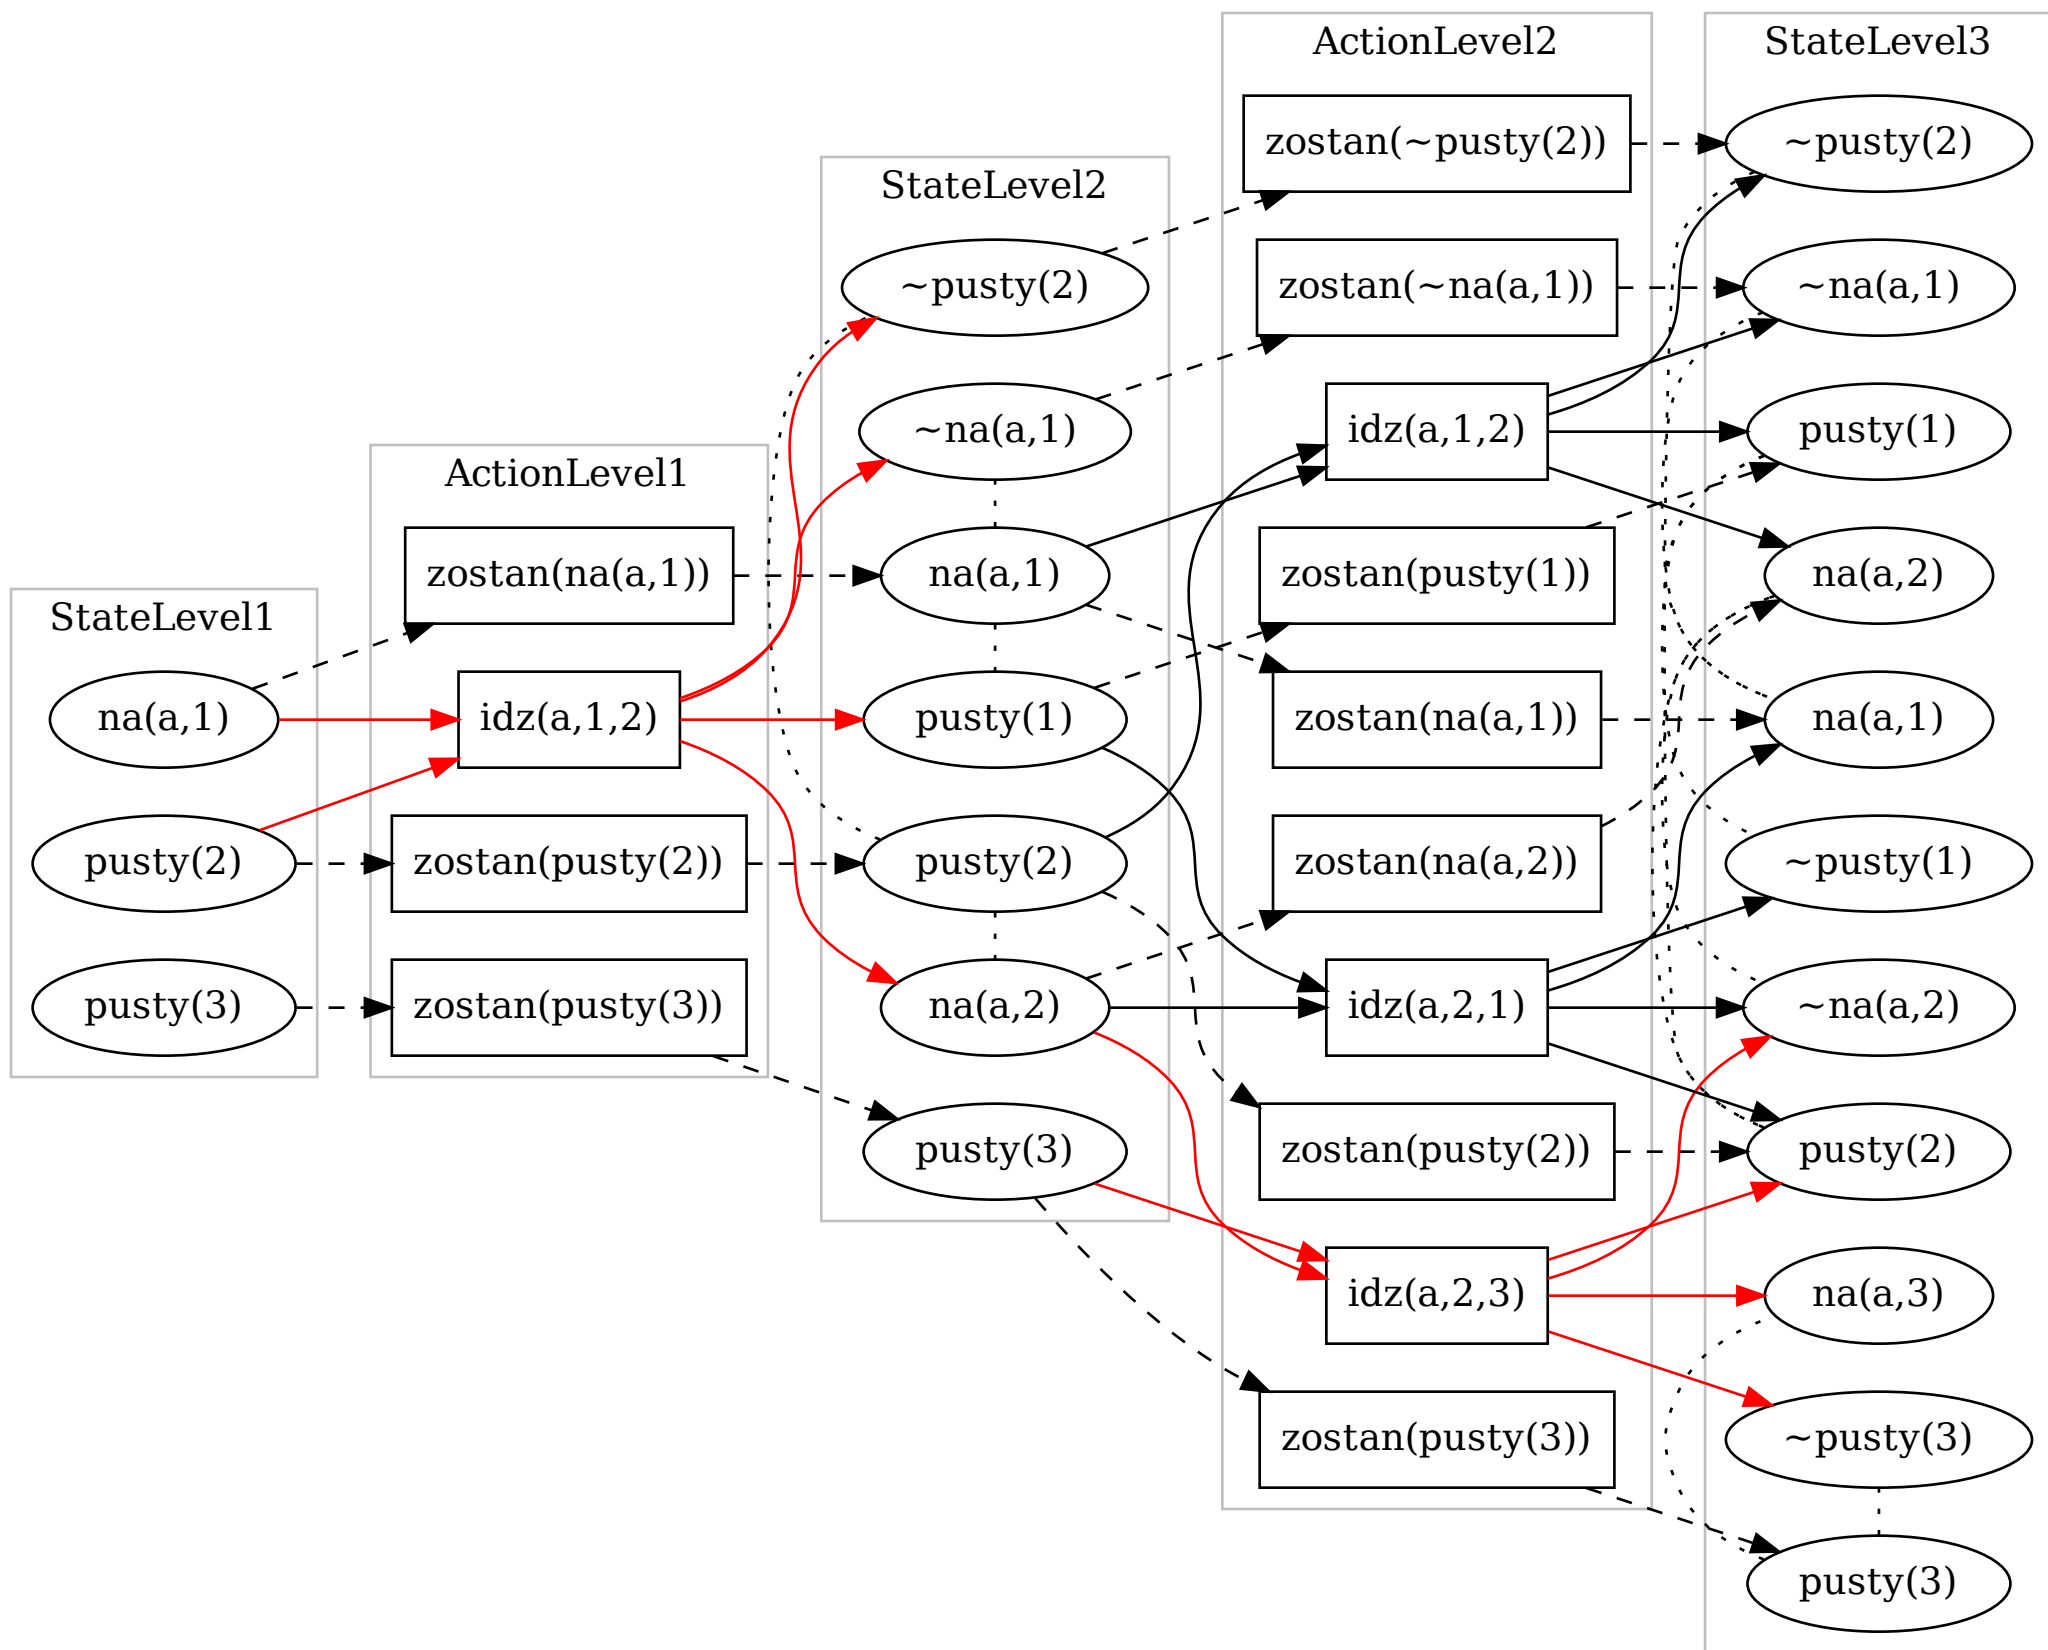 StateLevel1
na(a,1)
pusty(2)
pusty(3)
ActionLevel1
zostan(na(a,1))
idz(a,1,2)
zostan(pusty(2))
zostan(pusty(3))
StateLevel2
~pusty(2)
~na(a,1)
na(a,1)
pusty(1)
pusty(2)
na(a,2)
pusty(3)
ActionLevel2
zostan(~pusty(2))
zostan(~na(a,1))
idz(a,1,2)
zostan(pusty(1))
zostan(na(a,1))
zostan(na(a,2))
idz(a,2,1)
zostan(pusty(2))
idz(a,2,3)
zostan(pusty(3))
StateLevel3
~pusty(2)
~na(a,1)
pusty(1)
na(a,2)
na(a,1)
~pusty(1)
~na(a,2)
pusty(2)
na(a,3)
~pusty(3)
pusty(3)